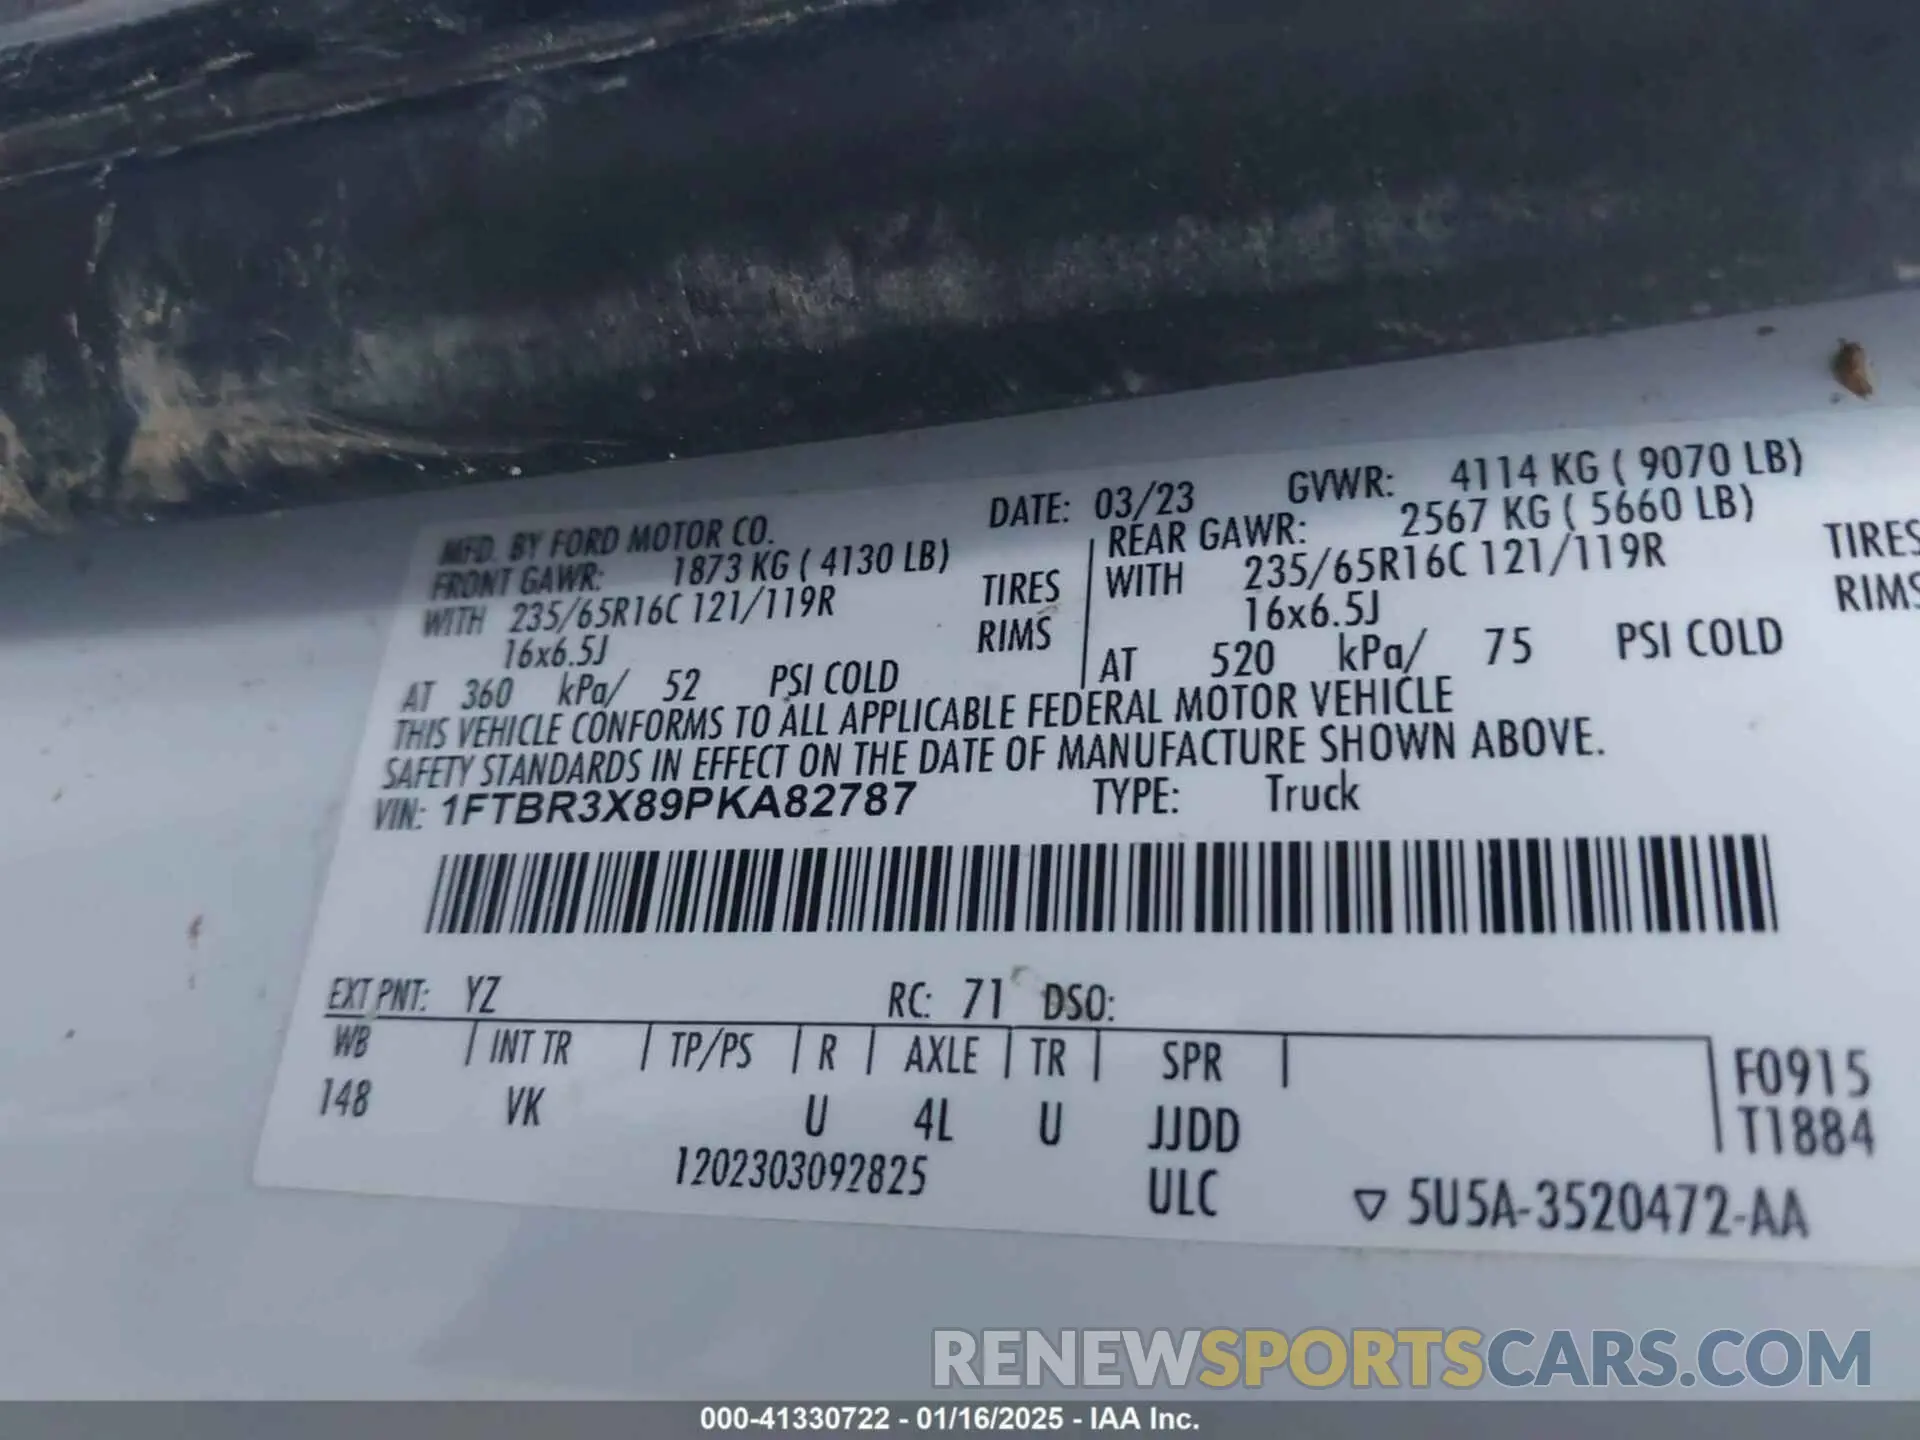 MFD. BY FORD MOTOR CO. DATE: 03/23 GVWR: 4114 KG ( 9070 LB)
FRONT GAWR: 1873 KG ( 4130 LB) REAR GAWR: 2567 KG ( 5660 LB)
WITH 235/65R16C 121/119R TIRES WITH 235/65R16C 121/119R TIRES
16x6.5J RIMS 16x6.5J RIMS
AT 360 kPa/ 52 PSI COLD AT 520 kPa/ 75 PSI COLD
THIS VEHICLE CONFORMS TO ALL APPLICABLE FEDERAL MOTOR VEHICLE
SAFETY STANDARDS IN EFFECT ON THE DATE OF MANUFACTURE SHOWN ABOVE.
VIN: 1FTBR3X89PKA82787 TYPE: Truck
EXT PNT: YZ RC: 71 DSO:
WB INT TR TP/PS R AXLE TR SPR F0915
148 VK U 4L U JJDD T1884
1202303092825 ULC ▽ 5U5A-3520472-AA
RENEWSPORTSCARS.COM
000-41330722 - 01/16/2025 - IAA Inc.